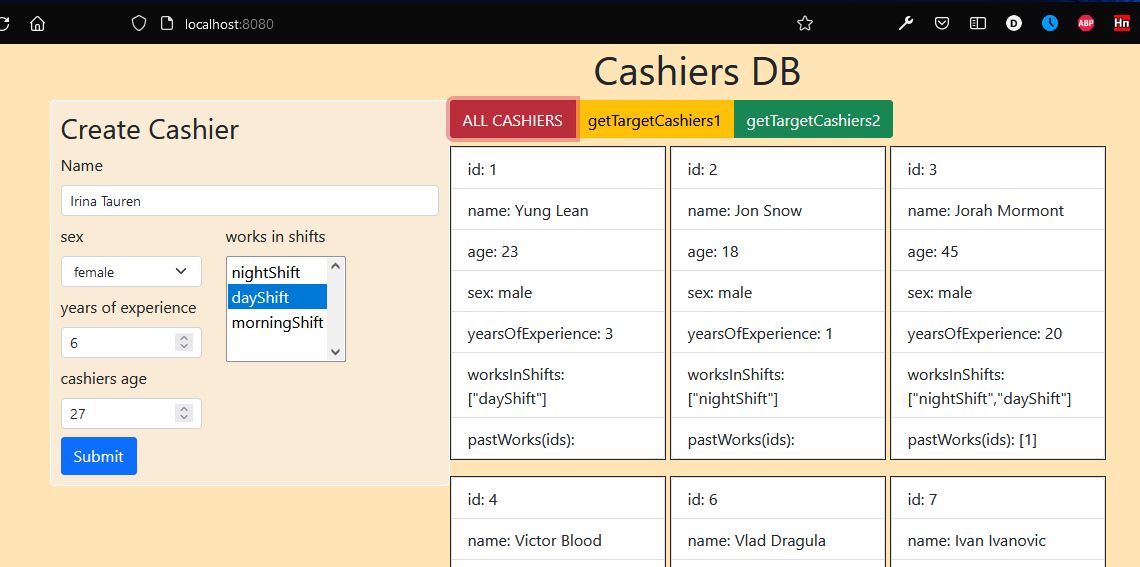 localhost:8080
D
ABP
Hn
Cashiers DB
Create Cashier
Name
Irina Tauren
sex
works in shifts
female
nightShift
dayShift
morningShift
years of experience
6
cashiers age
27
Submit
ALL CASHIERS
getTargetCashiers1
getTargetCashiers2
id: 1
name: Yung Lean
age: 23
sex: male
yearsOfExperience: 3
worksInShifts:
["dayShift"]
pastWorks(ids):
id: 2
name: Jon Snow
age: 18
sex: male
yearsOfExperience: 1
worksInShifts:
["nightShift"]
pastWorks(ids):
id: 3
name: Jorah Mormont
age: 45
sex: male
yearsOfExperience: 20
worksInShifts:
["nightShift","dayShift"]
pastWorks(ids): [1]
id: 4
name: Victor Blood
id: 6
name: Vlad Dragula
id: 7
name: Ivan Ivanovic